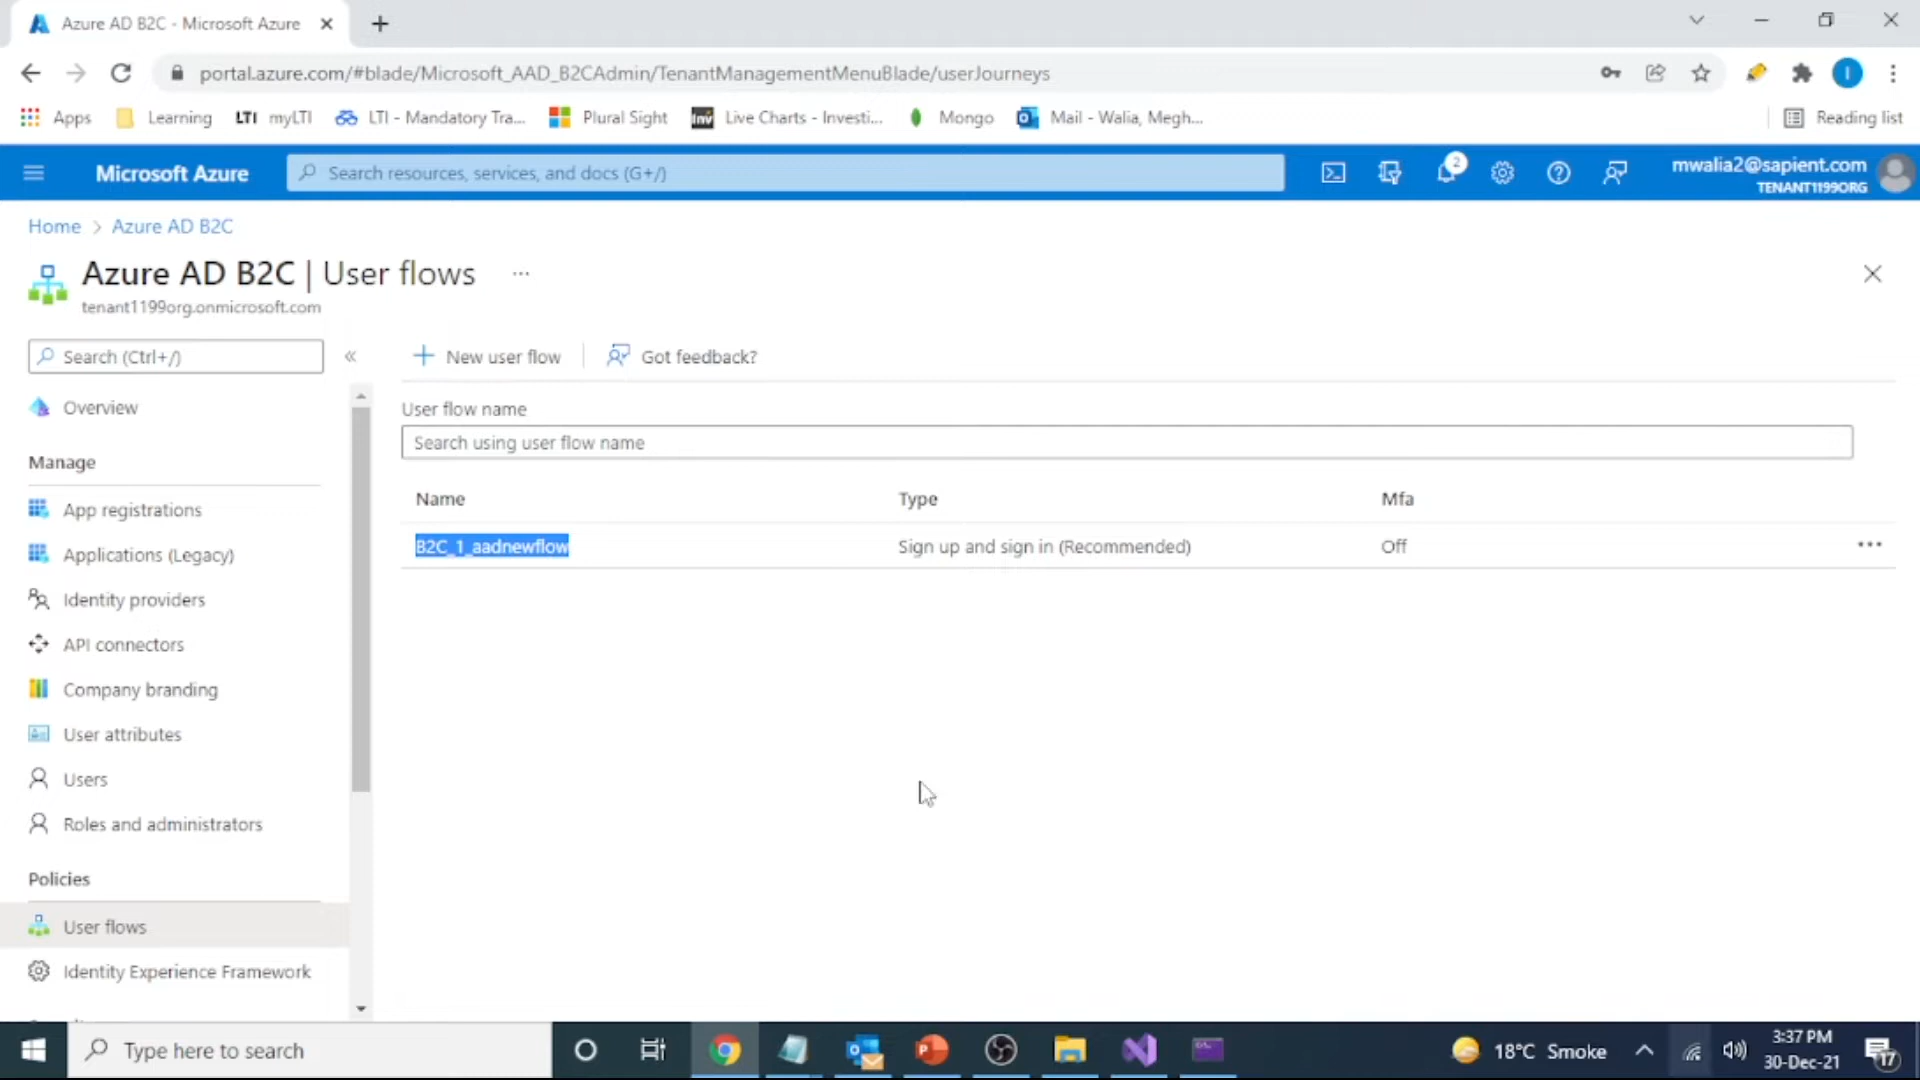 Azure AD B2C - Microsoft Azure
portal.azure.com/#blade/Microsoft_AAD_B2CAdmin/TenantManagementMenuBlade/userJourneys
I
Apps
Learning
LTI myLTI
LTI - Mandatory Tra...
Plural Sight
Inv Live Charts - Investi...
Mongo
Mail - Walia, Megh...
Reading list
Microsoft Azure
Search resources, services, and docs (G+/)
2
mwalia2@sapient.com
TENANT1199ORG
Home > Azure AD B2C
Azure AD B2C | User flows ...
tenant1199org.onmicrosoft.com
Search (Ctrl+/)
«
Overview
Manage
App registrations
Applications (Legacy)
Identity providers
API connectors
Company branding
User attributes
Users
Roles and administrators
Policies
User flows
Identity Experience Framework
New user flow
Got feedback?
User flow name
Search using user flow name
Name Type Mfa
B2C_1_aadnewflow Sign up and sign in (Recommended) Off ...
Type here to search
18°C Smoke
3:37 PM
30-Dec-21
17